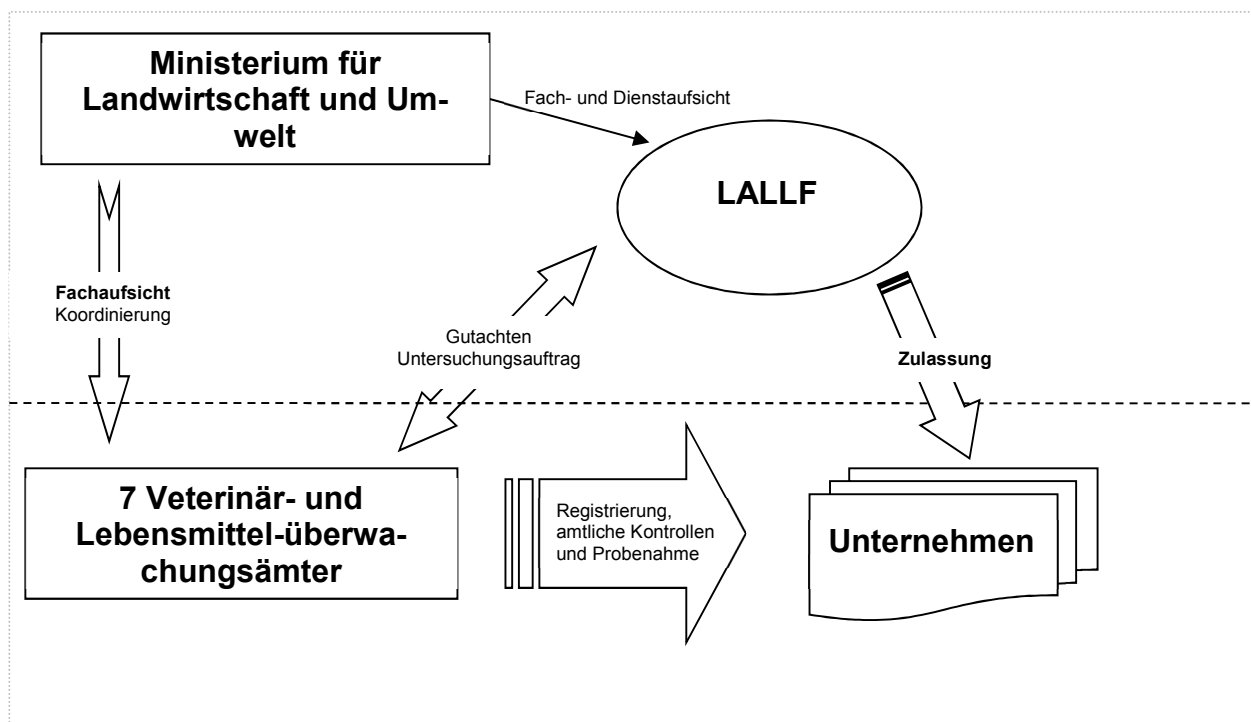 Ministerium für
Landwirtschaft und Um-
welt
Fach- und Dienstaufsicht
LALLF
Fachaufsicht
Koordinierung
Gutachten
Untersuchungsauftrag
Zulassung
7 Veterinär- und
Lebensmittel-überwa-
chungsämter
Registrierung,
amtliche Kontrollen
und Probenahme
Unternehmen